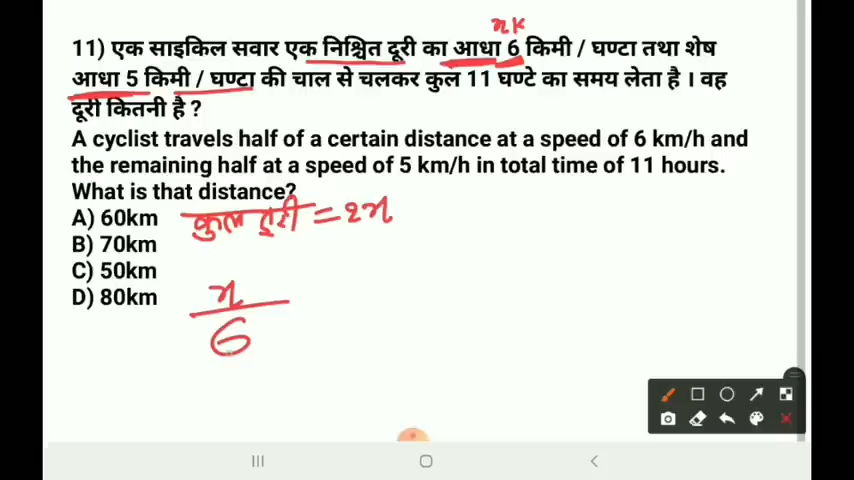 xK
11) एक साइकिल सवार एक निश्चित दूरी का आधा 6 किमी / घण्टा तथा शेष
आधा 5 किमी / घण्टा की चाल से चलकर कुल 11 घण्टे का समय लेता है । वह
दूरी कितनी है ?
A cyclist travels half of a certain distance at a speed of 6 km/h and
the remaining half at a speed of 5 km/h in total time of 11 hours.
What is that distance?
A) 60km
कुल दूरी = 2x
B) 70km
C) 50km
D) 80km
x
6